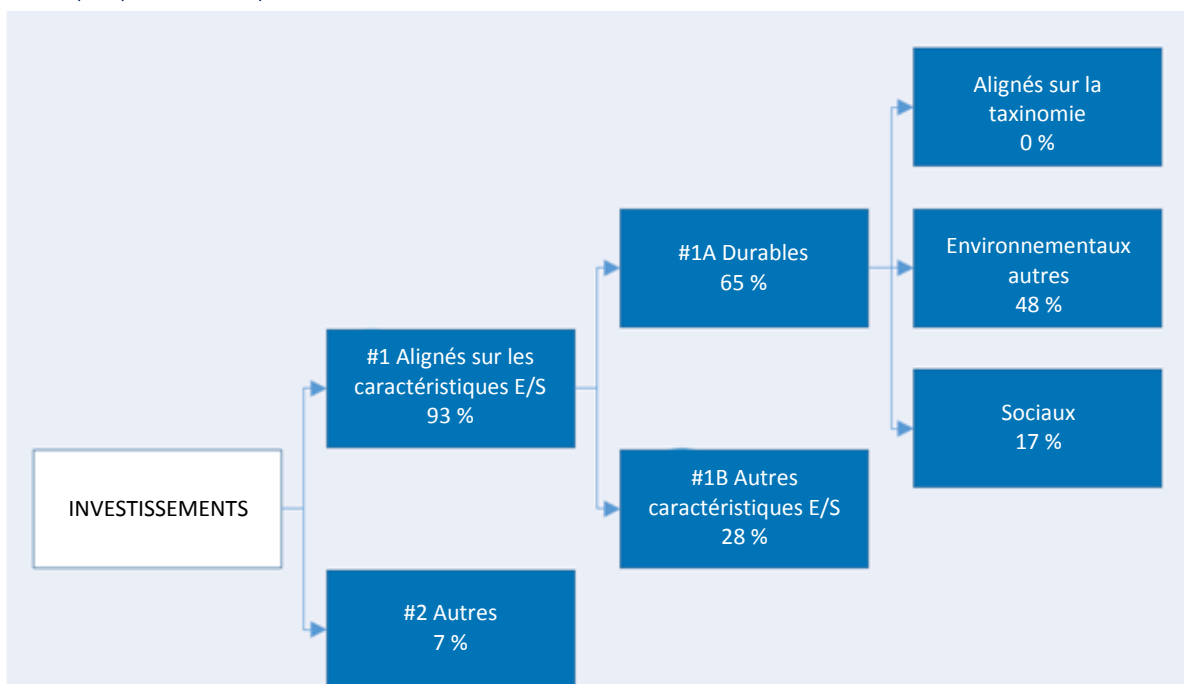 Alignés sur la
taxinomie
0 %
#1A Durables
65 %
Environnementaux
autres
48 %
#1 Alignés sur les
caractéristiques E/S
93 %
Sociaux
17 %
INVESTISSEMENTS
#1B Autres
caractéristiques E/S
28 %
#2 Autres
7 %